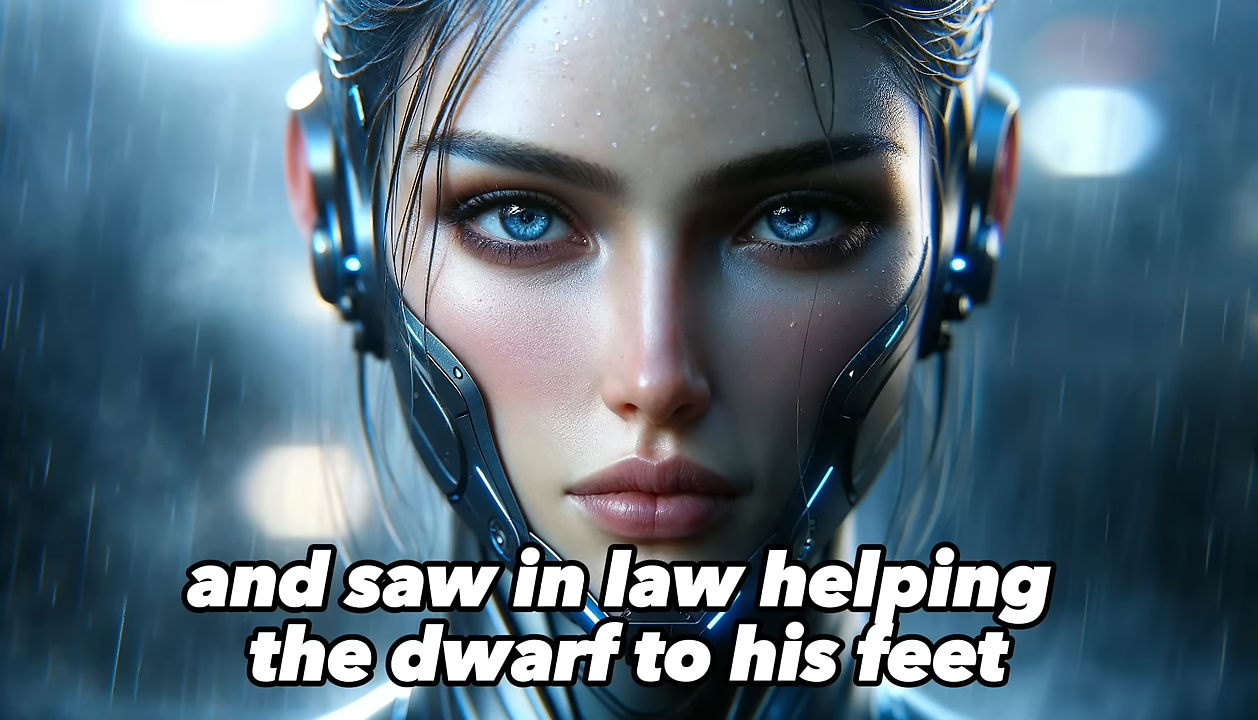 and saw in law helping
the dwarf to his feet